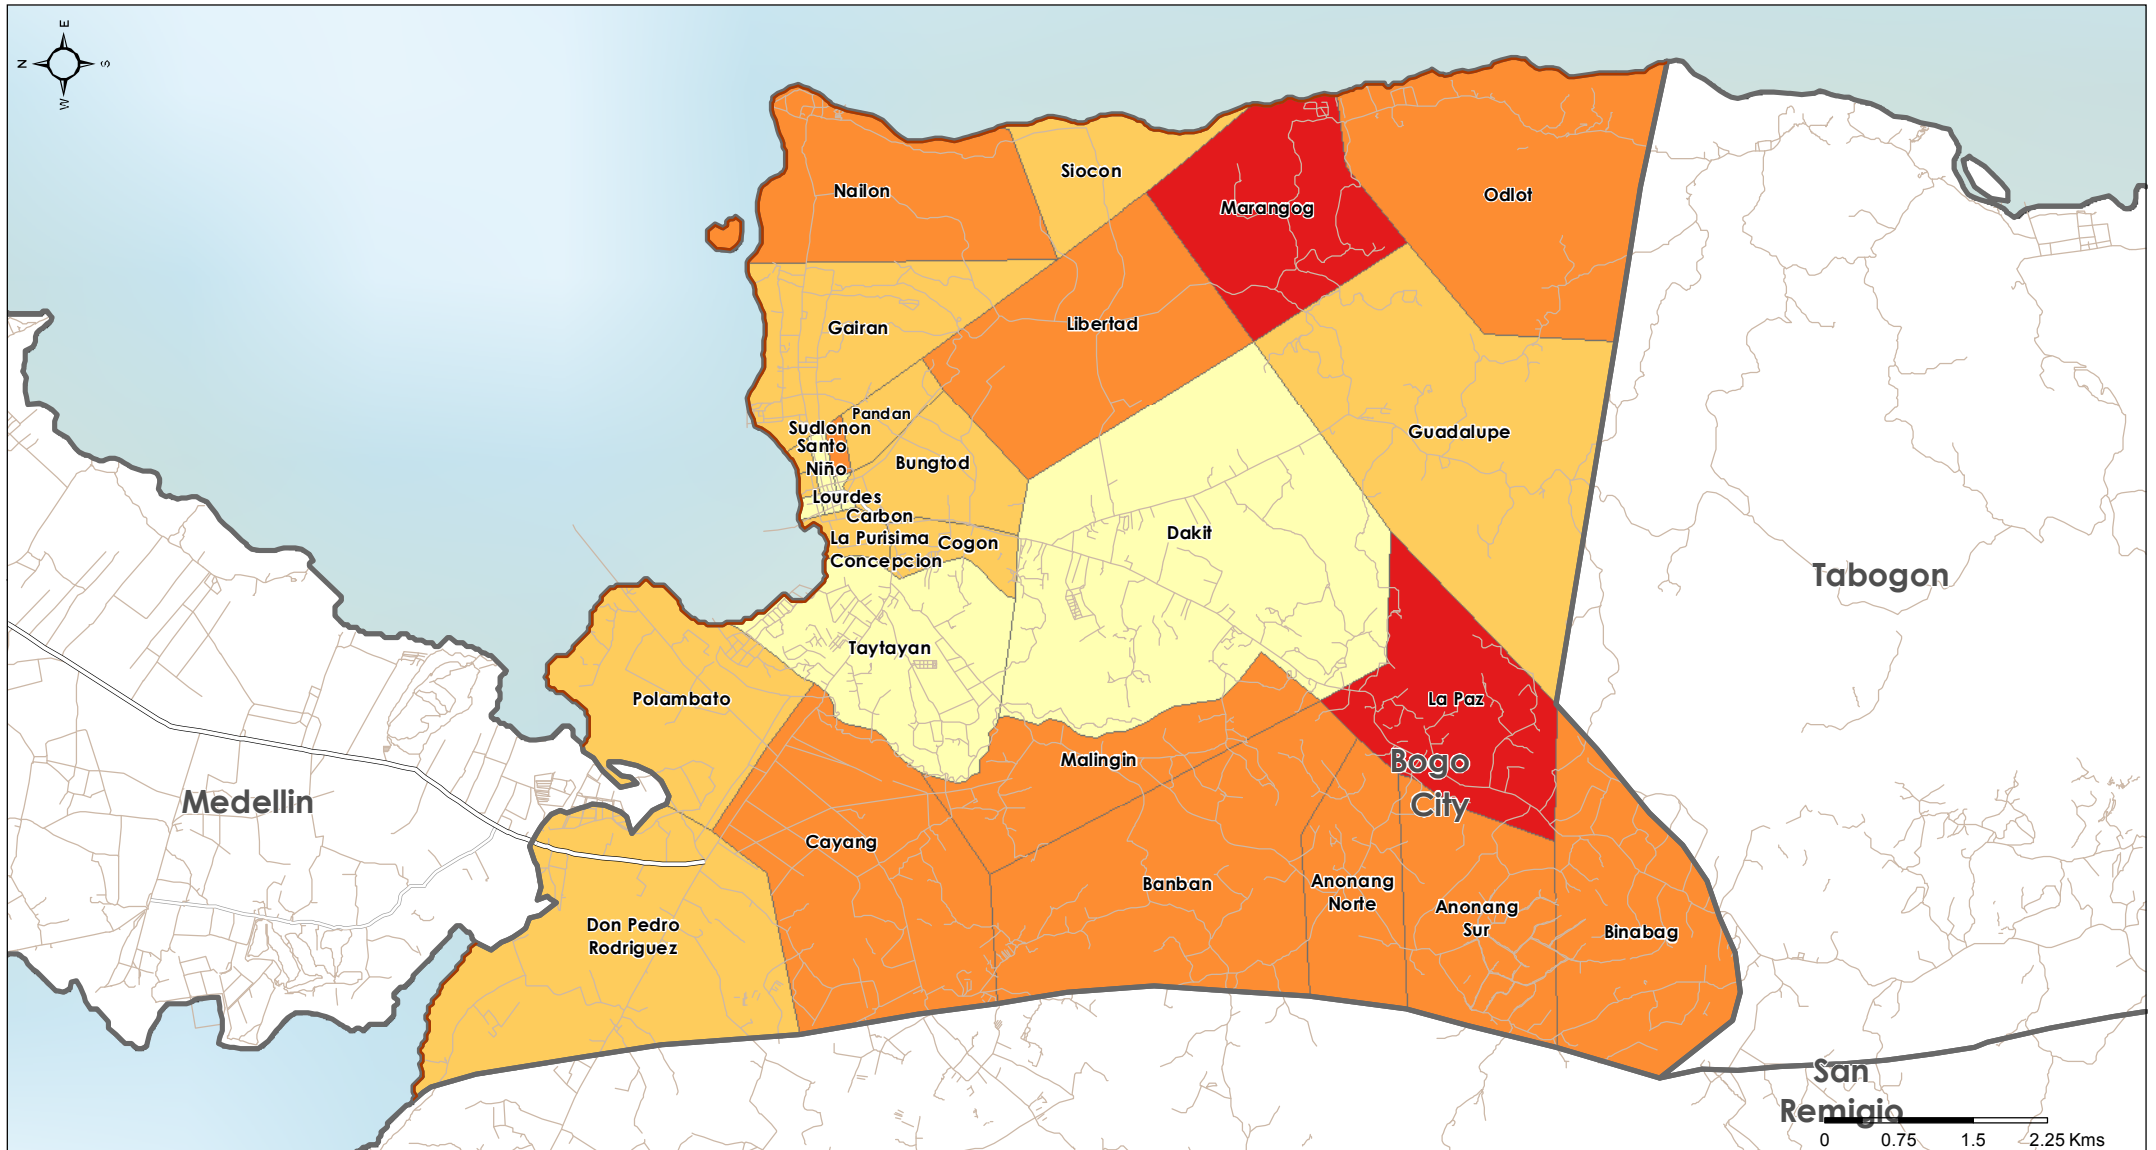 E
N
S
W
Nailon
Siocon
Marangog
Odlot
Gairan
Libertad
Pandan
Sudlonon
Santo
Niño
Bungtod
Guadalupe
Lourdes
Carbon
La Purisima
Concepcion
Cogon
Dakit
Tabogon
Taytayan
Polambato
La Paz
Malingin
Bogo
City
Medellin
Cayang
Banban
Anonang
Norte
Anonang
Sur
Binabag
Don Pedro
Rodriguez
San
Remigio
0 0.75 1.5 2.25 Kms